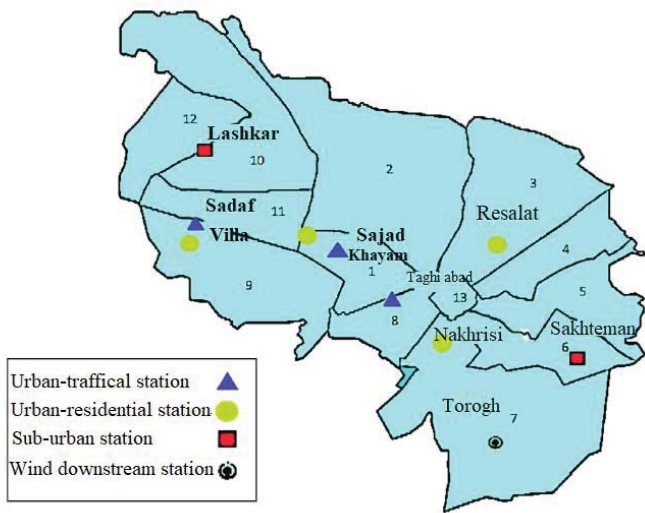 12
Lashkar
10
2
3
Sadaf
11
Resalat
Villa
Sajad
4
Khayam
1
Taghi abad
5
9
13
8
Nakhrisi
Sakhteman
6
Torogh
7
Urban-traffical station
Urban-residential station
Sub-urban station
Wind downstream station